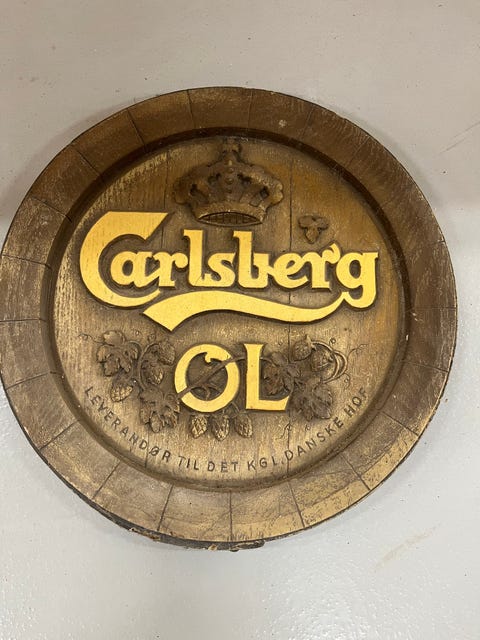 Carlsberg
ØL
LEVERANDØR TIL DET KGL. DANSKE HOF